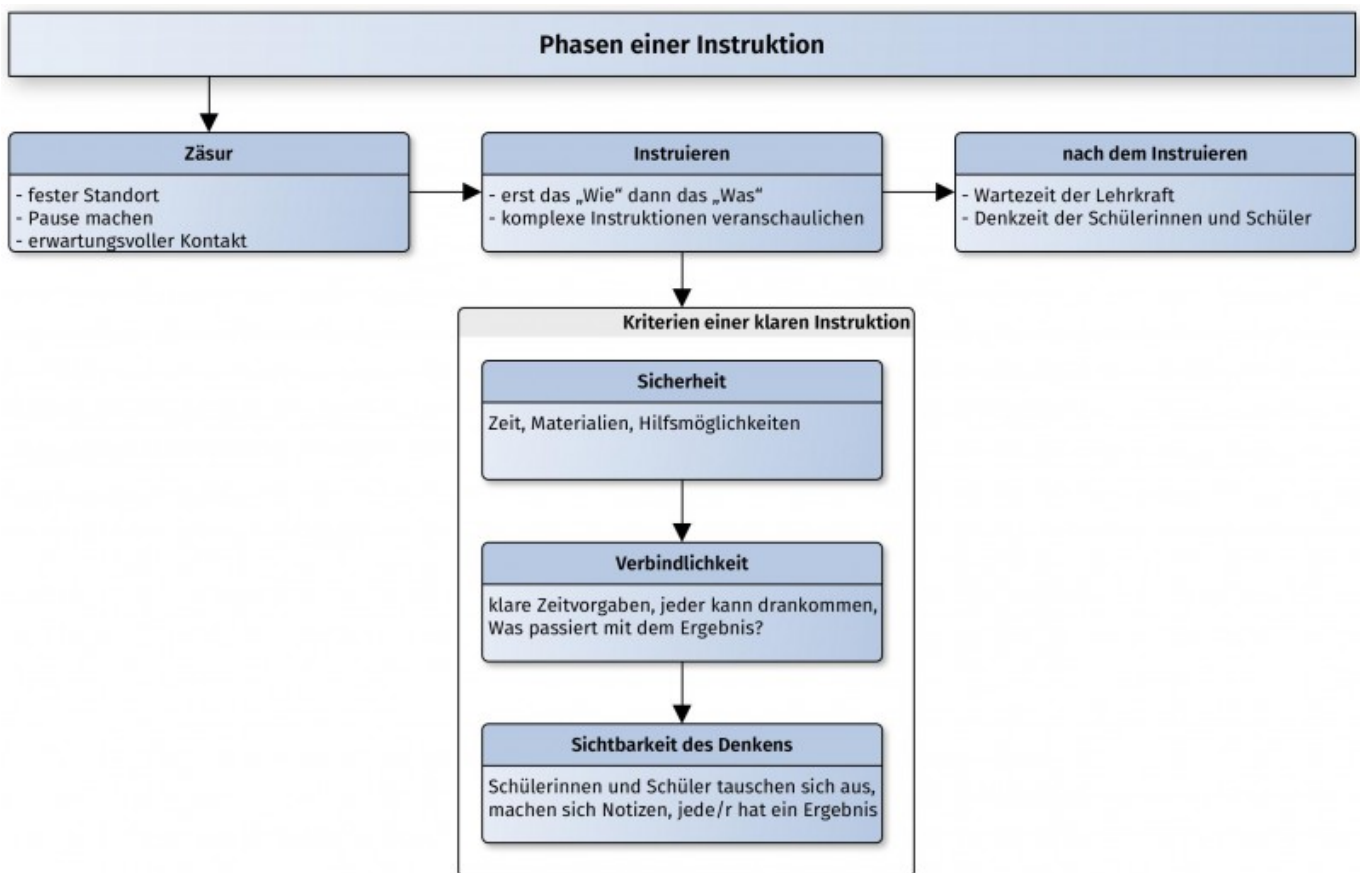 Phasen einer Instruktion
Zäsur
- fester Standort
- Pause machen
- erwartungsvoller Kontakt
Instruieren
- erst das „Wie“ dann das „Was“
- komplexe Instruktionen veranschaulichen
nach dem Instruieren
- Wartezeit der Lehrkraft
- Denkzeit der Schülerinnen und Schüler
Kriterien einer klaren Instruktion
Sicherheit
Zeit, Materialien, Hilfsmöglichkeiten
Verbindlichkeit
klare Zeitvorgaben, jeder kann drankommen,
Was passiert mit dem Ergebnis?
Sichtbarkeit des Denkens
Schülerinnen und Schüler tauschen sich aus,
machen sich Notizen, jede/r hat ein Ergebnis